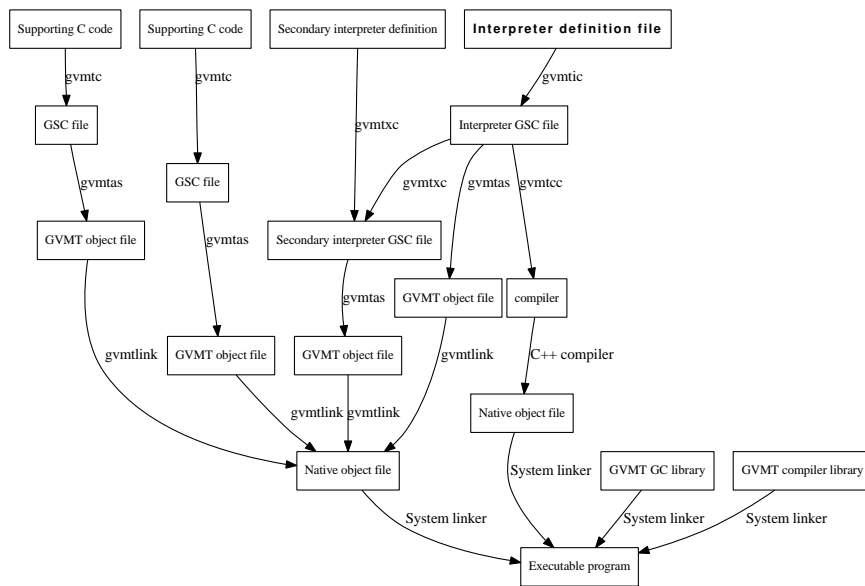 Supporting C code
Supporting C code
Secondary interpreter definition
Interpreter definition file
gvmtc
gvmtc
gvmtic
GSC file
gvmtxc
Interpreter GSC file
GSC file
gvmtas
gvmtxc
gvmtas
gvmtcc
GVMT object file
gvmtas
Secondary interpreter GSC file
gvmtas
GVMT object file
compiler
gvmtlink
GVMT object file
GVMT object file
gvmtlink
C++ compiler
gvmtlink
gvmtlink
Native object file
Native object file
System linker
GVMT GC library
GVMT compiler library
System linker
System linker
System linker
Executable program